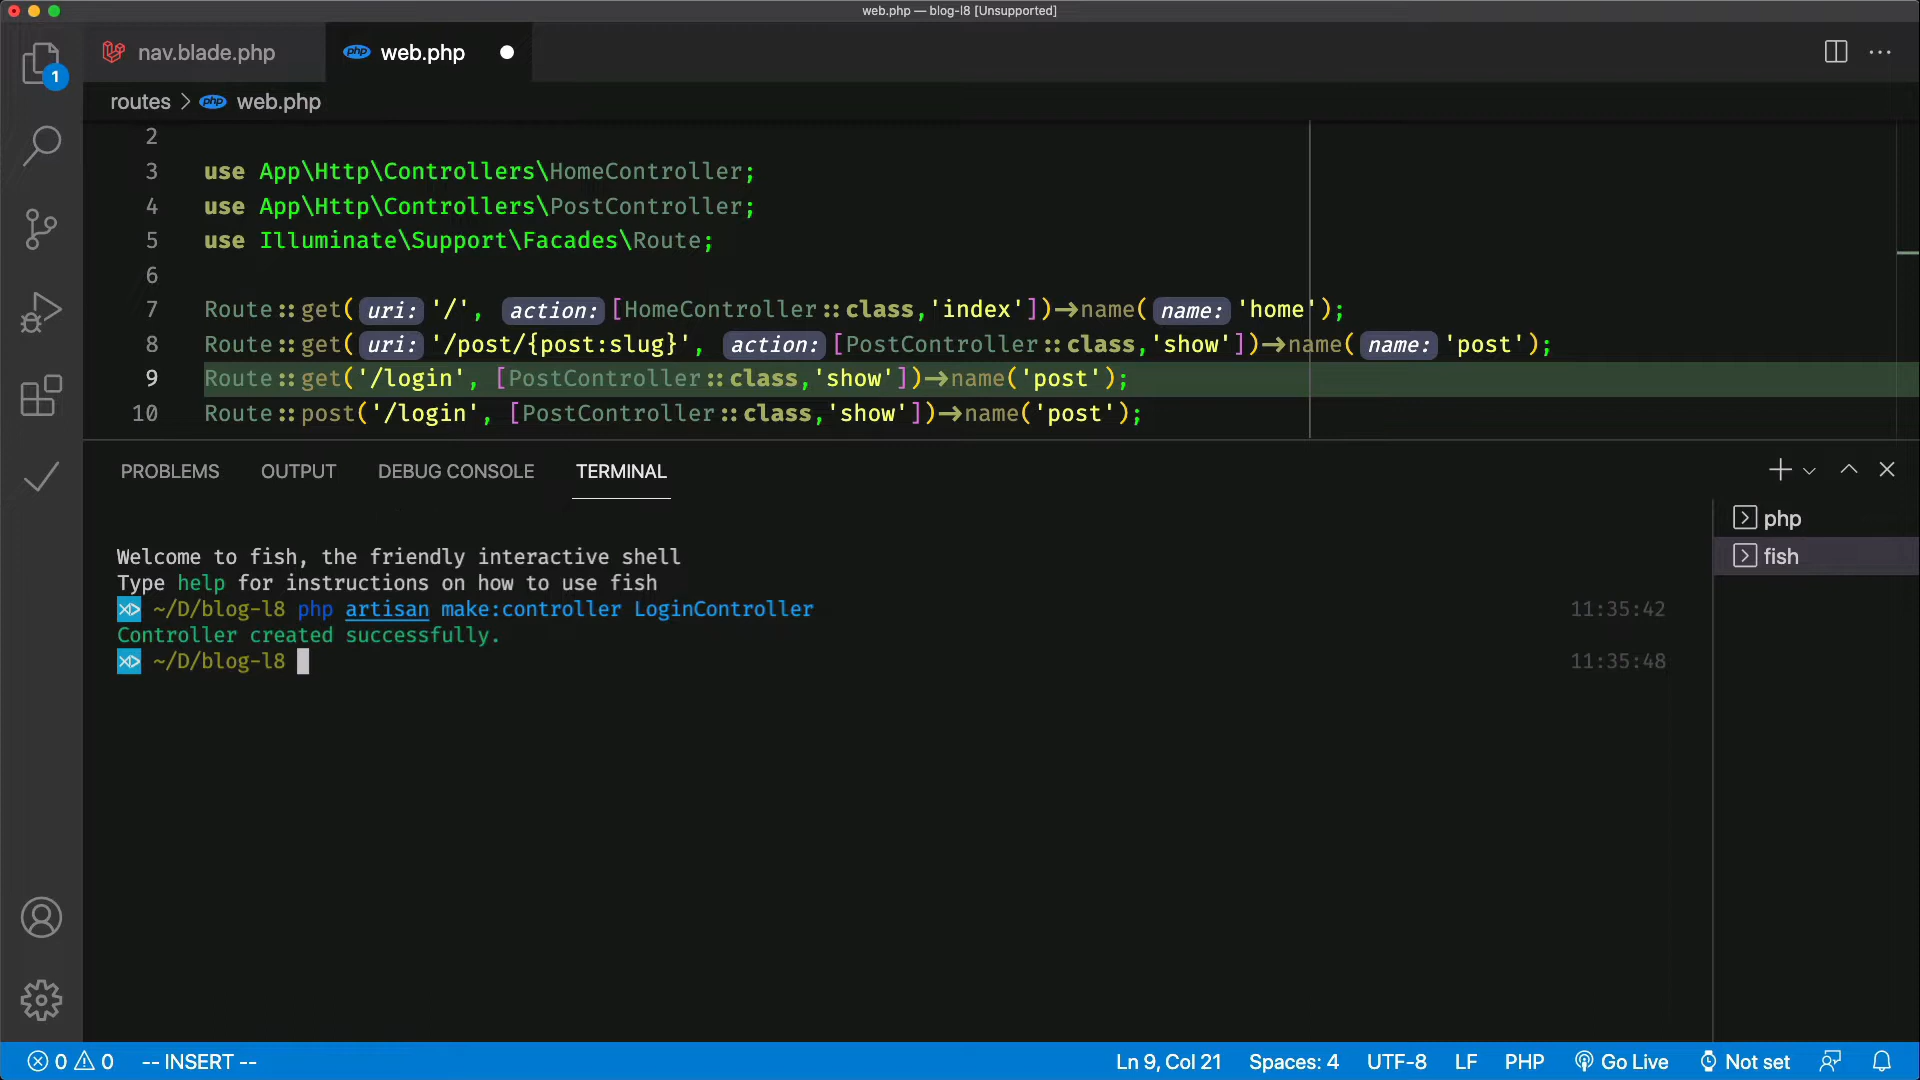 web.php — blog-l8 [Unsupported]
nav.blade.php
php web.php
1
routes > php web.php
2
3 use App\Http\Controllers\HomeController;
4 use App\Http\Controllers\PostController;
5 use Illuminate\Support\Facades\Route;
6
7 Route::get( uri: '/', action: [HomeController::class,'index'])->name( name: 'home');
8 Route::get( uri: '/post/{post:slug}', action: [PostController::class,'show'])->name( name: 'post');
9 Route::get('/login', [PostController::class,'show'])->name('post');
10 Route::post('/login', [PostController::class,'show'])->name('post');
PROBLEMS OUTPUT DEBUG CONSOLE TERMINAL
php
fish
Welcome to fish, the friendly interactive shell
Type help for instructions on how to use fish
~/D/blog-l8 php artisan make:controller LoginController 11:35:42
Controller created successfully.
~/D/blog-l8 11:35:48
0 0 -- INSERT -- Ln 9, Col 21 Spaces: 4 UTF-8 LF PHP Go Live Not set